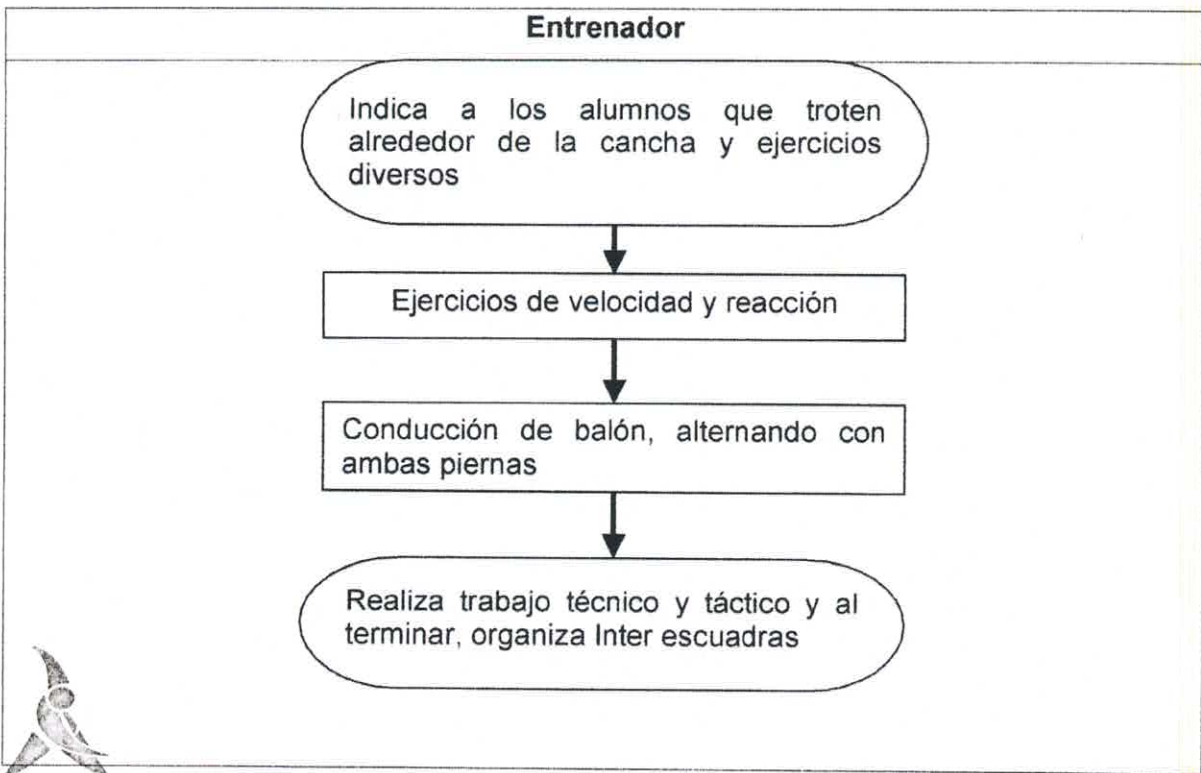 Entrenador
Indica a los alumnos que troten
alrededor de la cancha y ejercicios
diversos
Ejercicios de velocidad y reacción
Conducción de balón, alternando con
ambas piernas
Realiza trabajo técnico y táctico y al
terminar, organiza Inter escuadras